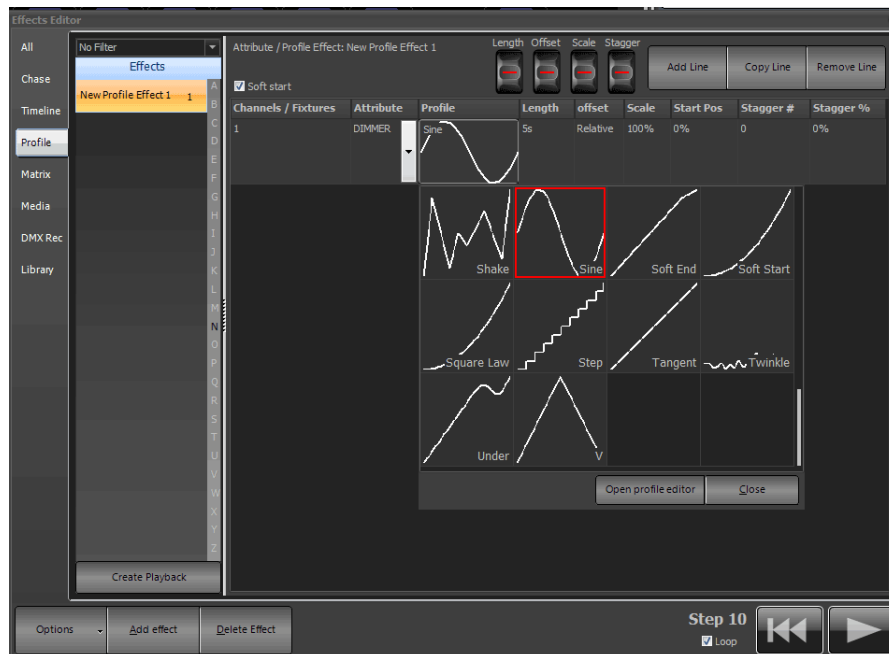 Effects Editor
All
Chase
Timeline
Profile
Matrix
Media
DMX Rec
Library
No Filter
Effects
New Profile Effect 1 1
A
B
C
D
E
F
G
H
I
J
K
L
M
N
O
P
Q
R
S
T
U
V
W
X
Y
Z
Create Playback
Attribute / Profile Effect: New Profile Effect 1
Length Offset Scale Stagger
Add Line Copy Line Remove Line
Soft start
Channels / Fixtures Attribute Profile Length offset Scale Start Pos Stagger # Stagger %
1 DIMMER Sine 5s Relative 100% 0% 0 0%
Shake Sine Soft End Soft Start
Square Law Step Tangent Twinkle
Under V
Open profile editor Close
Options Add effect Delete Effect
Step 10
Loop